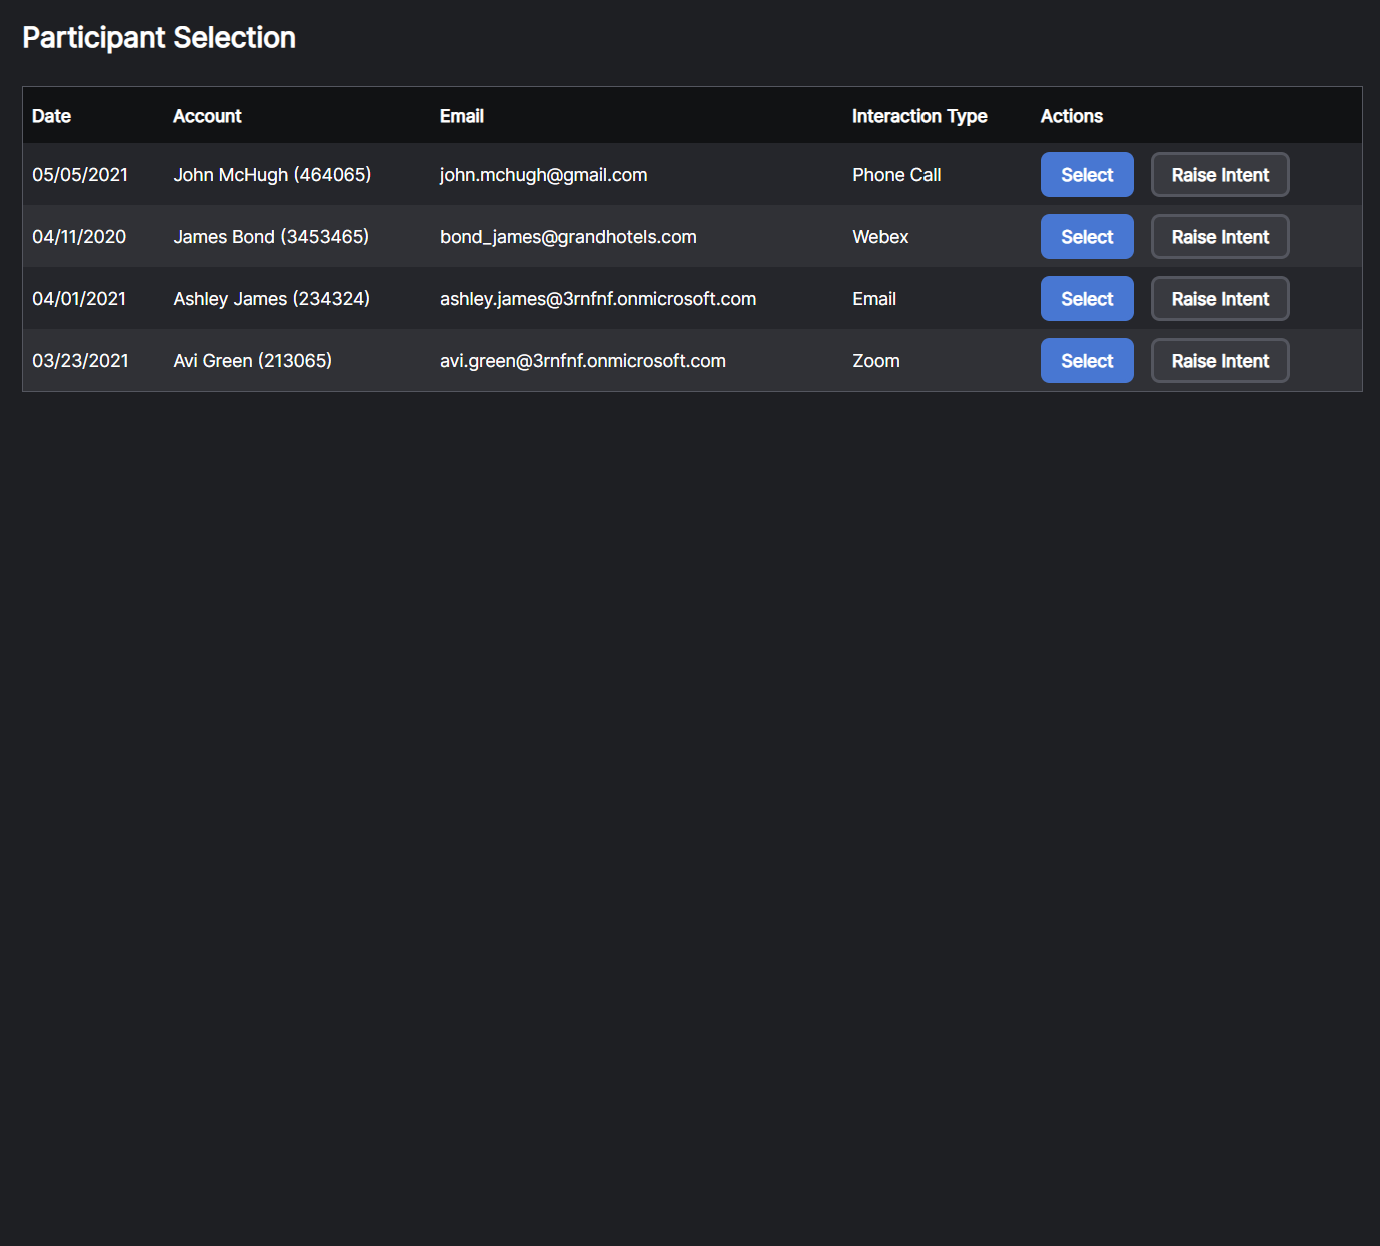 Participant Selection
Date Account Email Interaction Type Actions
05/05/2021 John McHugh (464065) john.mchugh@gmail.com Phone Call Select Raise Intent
04/11/2020 James Bond (3453465) bond_james@grandhotels.com Webex Select Raise Intent
04/01/2021 Ashley James (234324) ashley.james@3rnfnf.onmicrosoft.com Email Select Raise Intent
03/23/2021 Avi Green (213065) avi.green@3rnfnf.onmicrosoft.com Zoom Select Raise Intent